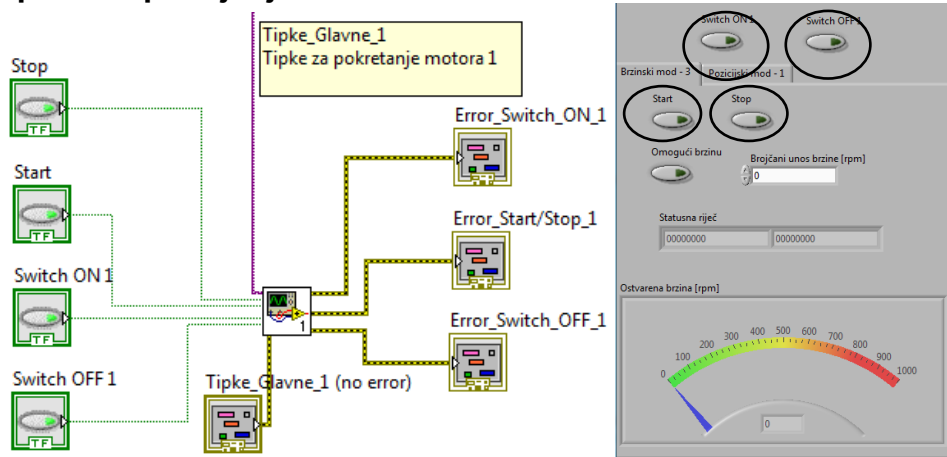 Tipke_Glavne_1
Tipke za pokretanje motora 1
Stop
TF
Start
TF
Switch ON 1
TF
Switch OFF 1
TF
Error_Switch_ON_1
Error_Start/Stop_1
Error_Switch_OFF_1
1
Tipke_Glavne_1 (no error)
Switch ON 1
Switch OFF 1
Brzinski mod - 3
Pozicijski mod - 1
Start
Stop
Omogući brzinu
Brojčani unos brzine [rpm]
0
Statusna riječ
00000000
00000000
Ostvarena brzina [rpm]
0
100
200
300
400
500
600
700
800
900
1000
0